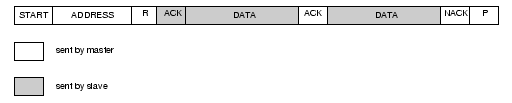 START ADDRESS R ACK DATA ACK DATA NACK P
sent by master
sent by slave